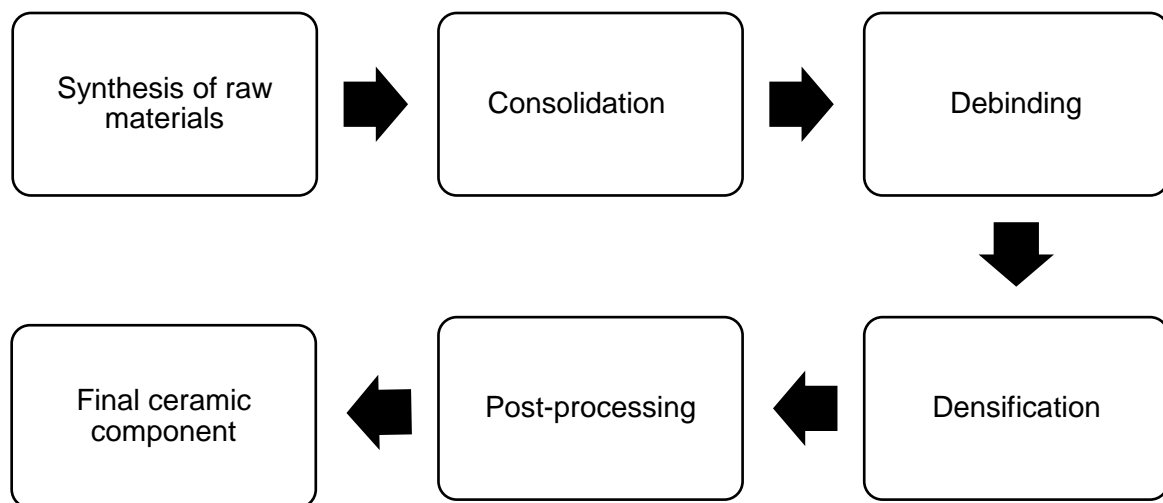 Synthesis of raw
materials
Consolidation
Debinding
Densification
Post-processing
Final ceramic
component